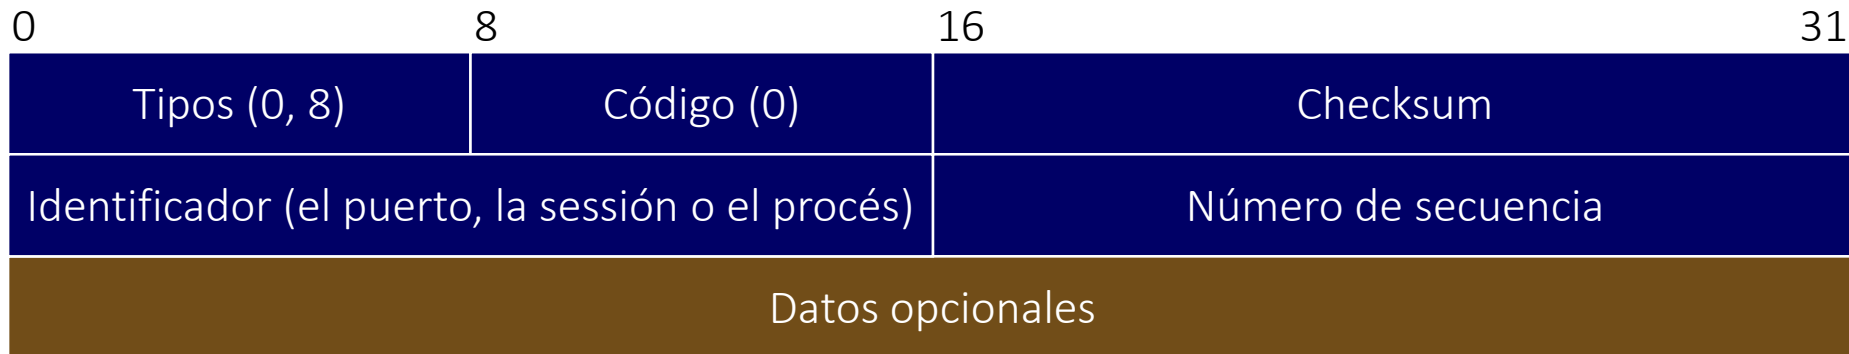 0 8 16 31
Tipos (0, 8) Código (0) Checksum
Identificador (el puerto, la sessión o el procés) Número de secuencia
Datos opcionales